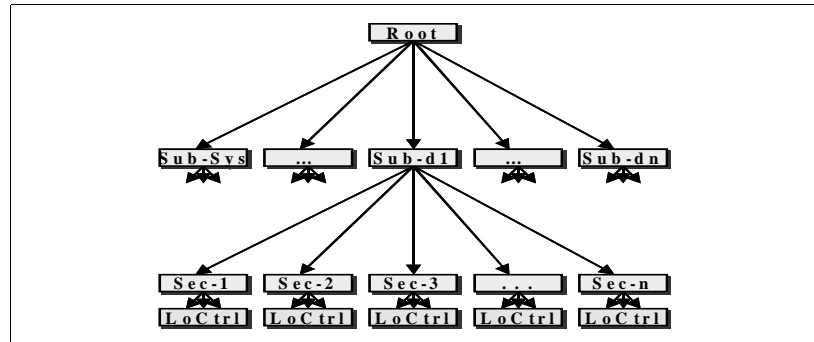 Root
Sub-Sys ... Sub-d1 ... Sub-dn
Sec-1 Sec-2 Sec-3 ... Sec-n
LoCtrl LoCtrl LoCtrl LoCtrl LoCtrl